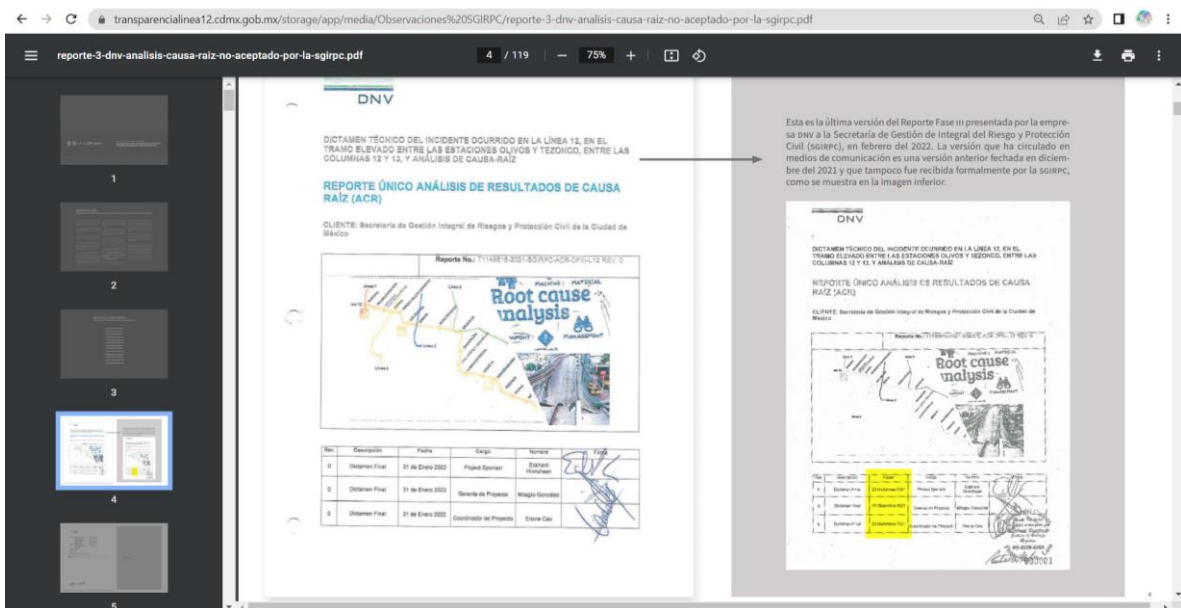 transparencialinea12.cdmx.gob.mx/storage/app/media/Observaciones%20SGIRPC/reporte-3-dnv-analisis-causa-raiz-no-aceptado-por-la-sgirpc.pdf
reporte-3-dnv-analisis-causa-raiz-no-aceptado-por-la-sgirpc.pdf
4 / 119
75%
1
2
3
4
5
DNV
DICTAMEN TÉCNICO DEL INCIDENTE OCURRIDO EN LA LÍNEA 12, EN EL
TRAMO ELEVADO ENTRE LAS ESTACIONES OLIVOS Y TEZONCO, ENTRE LAS
COLUMNAS 12 Y 13, Y ANÁLISIS DE CAUSA-RAÍZ
REPORTE ÚNICO ANÁLISIS DE RESULTADOS DE CAUSA
RAÍZ (ACR)
CLIENTE: Secretaría de Gestión Integral de Riesgos y Protección Civil de la Ciudad de
México
Reporte No.:
MACHINE MATERIAL
Root cause
analysis
MANAGEMENT
Rev. Descripción Fecha Cargo Nombre Firma
0 Dictamen Final 31 de Enero 2022 Project Sponsor Eckhard
0 Dictamen Final 31 de Enero 2022 Gerente de Proyecto Milagro González
0 Dictamen Final 31 de Enero 2022 Coordinador de Proyecto
Esta es la última versión del Reporte Fase III presentada por la empre-
sa DNV a la Secretaría de Gestión de Integral del Riesgo y Protección
Civil (SGIRPC), en febrero del 2022. La versión que ha circulado en
medios de comunicación es una versión anterior fechada en diciem-
bre del 2021 y que tampoco fue recibida formalmente por la SGIRPC,
como se muestra en la imagen inferior.
DNV
DICTAMEN TÉCNICO DEL INCIDENTE OCURRIDO EN LA LÍNEA 12, EN EL
TRAMO ELEVADO ENTRE LAS ESTACIONES OLIVOS Y TEZONCO, ENTRE LAS
COLUMNAS 12 Y 13, Y ANÁLISIS DE CAUSA-RAÍZ
REPORTE ÚNICO ANÁLISIS DE RESULTADOS DE CAUSA
RAÍZ (ACR)
CLIENTE: Secretaría de Gestión Integral de Riesgos y Protección Civil de la Ciudad de
México
Reporte No.:
Root cause
analysis
4